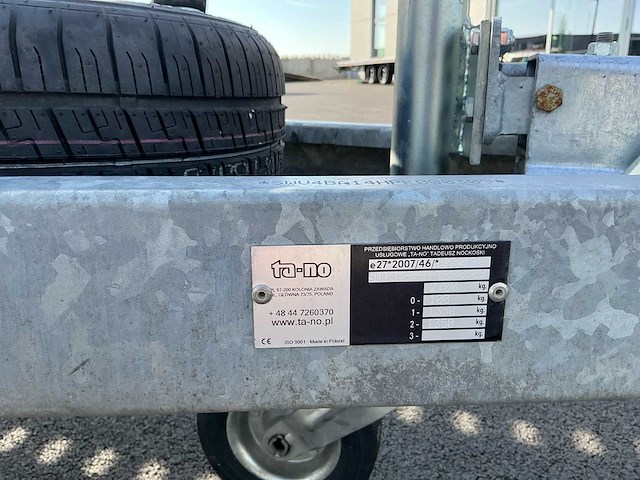 ta-no
97-200 KOLONIA ZAWADA
UL. GŁÓWNA 73/75, POLAND
+ 48 44 7260370
www.ta-no.pl
CE ISO 9001 Made in Poland
PRZEDSIĘBIORSTWO HANDLOWO PRODUKCYJNO
USŁUGOWE „TA-NO" TADEUSZ NOCKOSKI
e27*2007/46/*
kg.
0- kg.
1- kg.
2- kg.
3- kg.